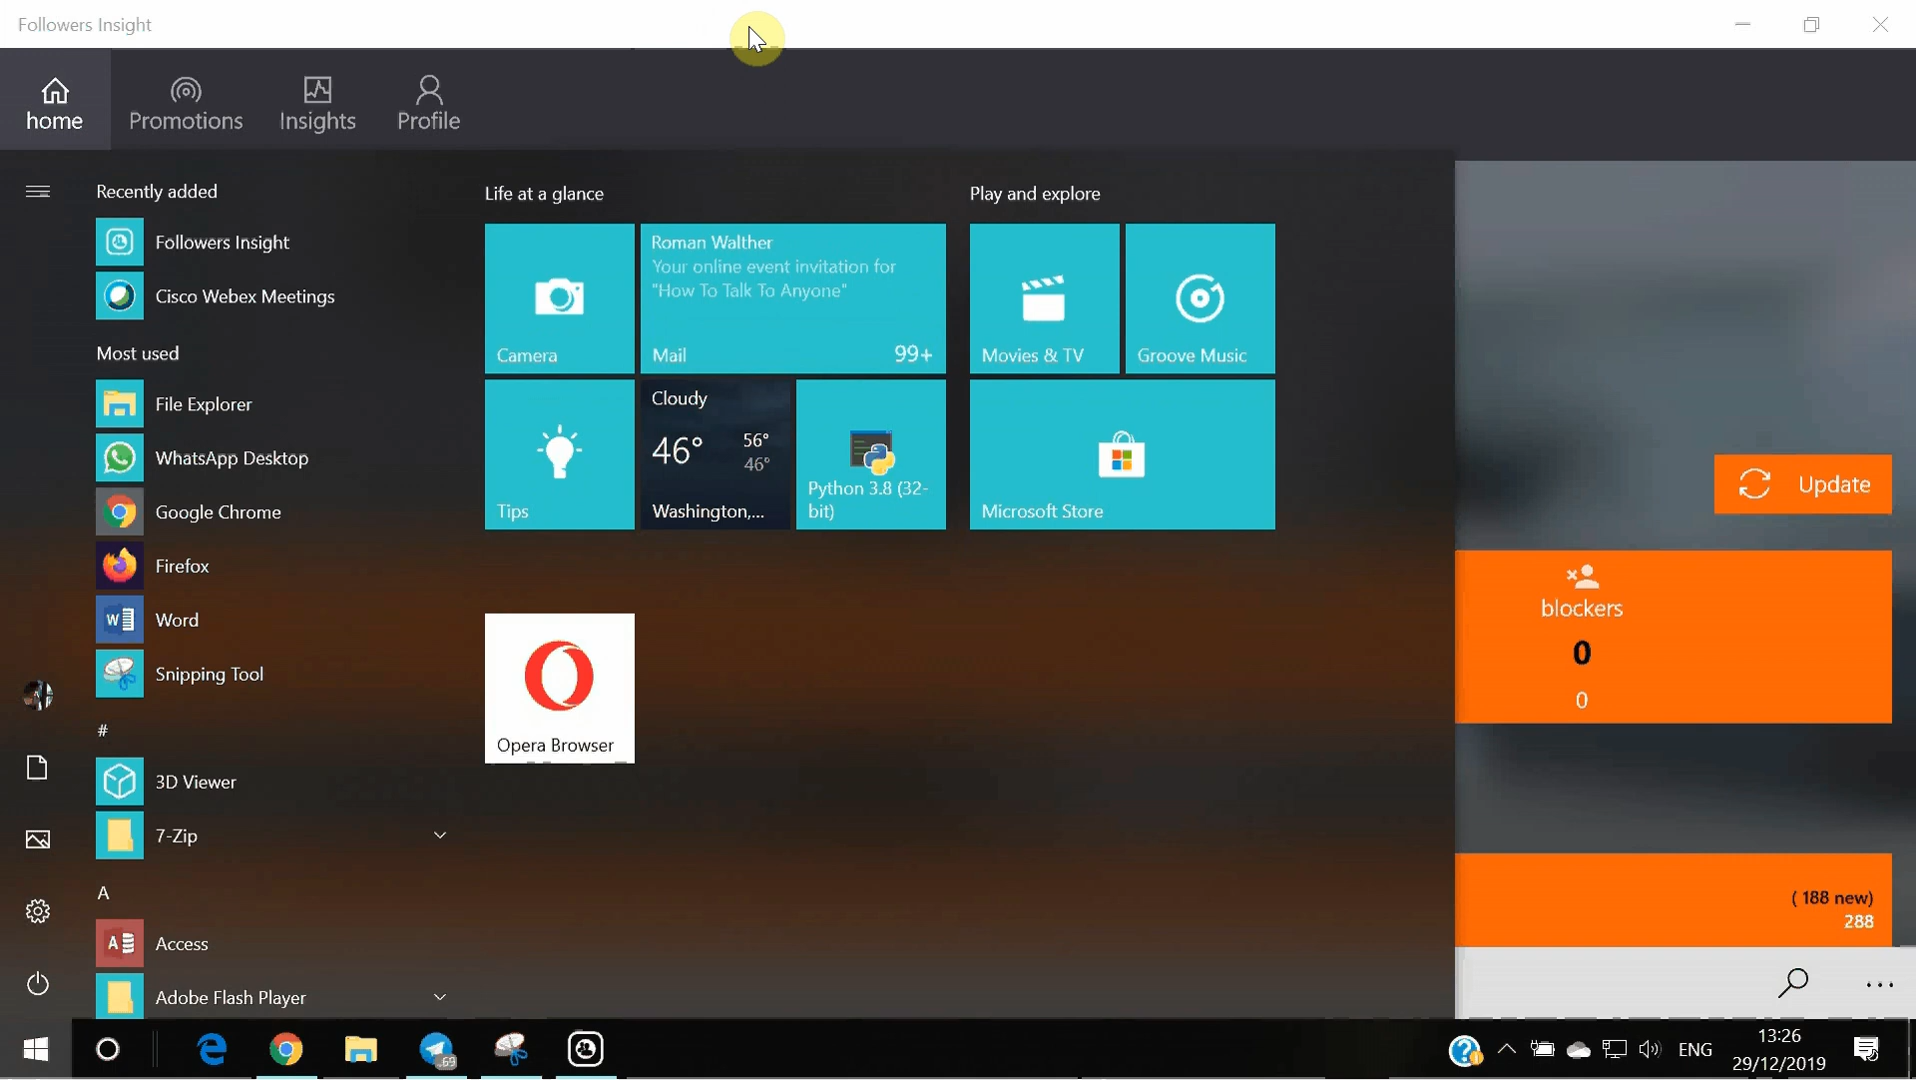 Followers Insight
home
Promotions
Insights
Profile
Recently added
Followers Insight
Cisco Webex Meetings
Most used
File Explorer
WhatsApp Desktop
Google Chrome
Firefox
Word
Snipping Tool
#
3D Viewer
7-Zip
A
Access
Adobe Flash Player
Life at a glance
Camera
Roman Walther
Your online event invitation for
"How To Talk To Anyone"
Mail 99+
Tips
Cloudy
46° 56°
46°
Washington,...
Python 3.8 (32-
bit)
Opera Browser
Play and explore
Movies & TV
Groove Music
Microsoft Store
Update
blockers
0
0
( 188 new)
288
69
ENG
13:26
29/12/2019